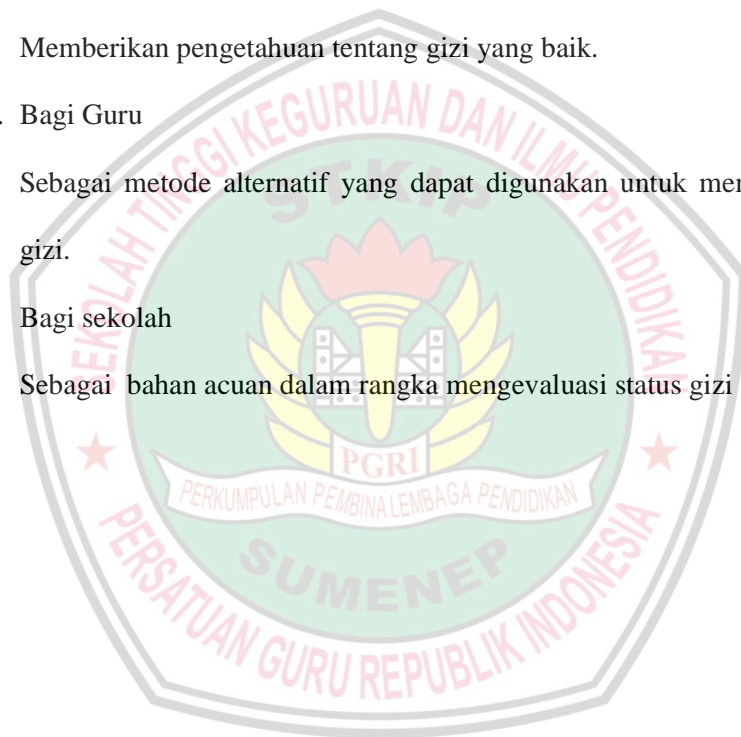 Memberikan pengetahuan tentang gizi yang baik.
. Bagi Guru
Sebagai metode alternatif yang dapat digunakan untuk
gizi.
Bagi sekolah
Sebagai bahan acuan dalam rangka mengevaluasi status gizi
SEKOLAH TINGGI KEGURUAN DAN ILMU PENDIDIKAN
STKIP
PGRI
PERKUMPULAN PEMBINA LEMBAGA PENDIDIKAN
SUMENEP
PERSATUAN GURU REPUBLIK INDONESIA